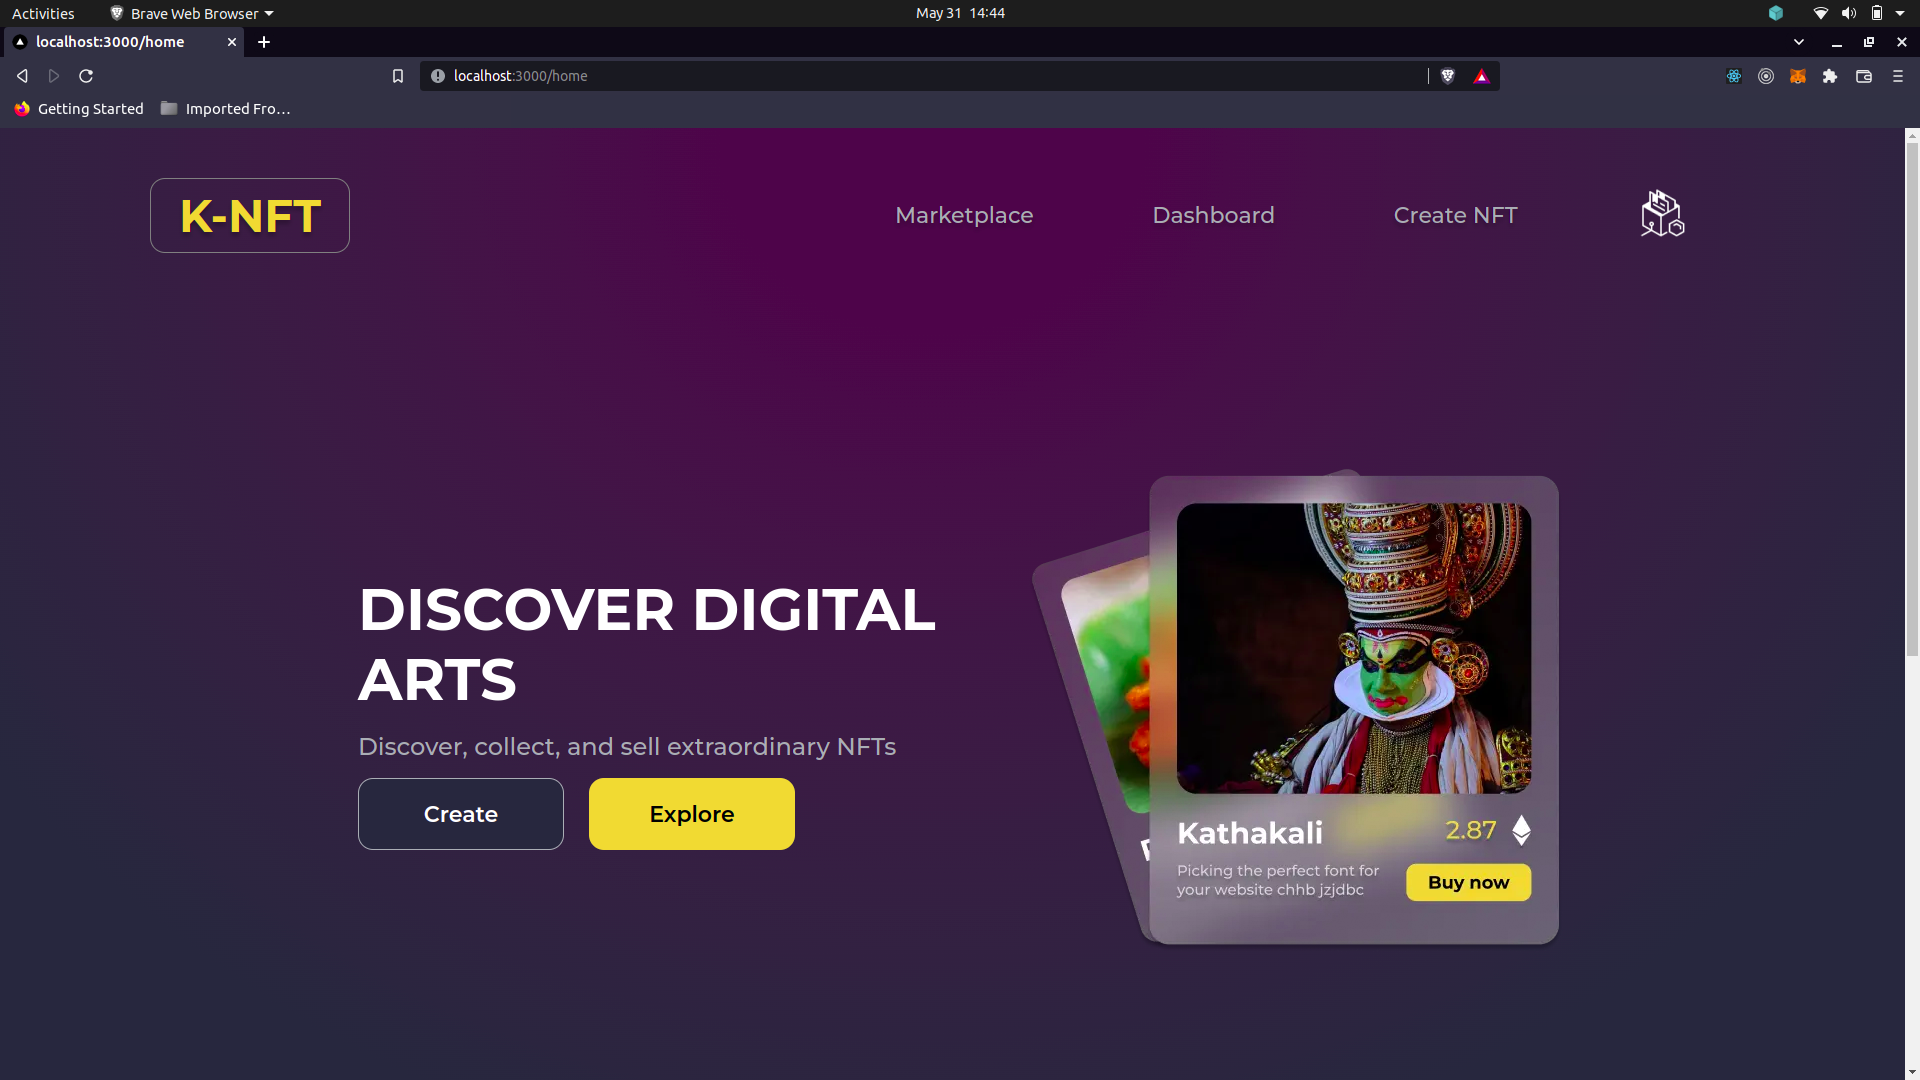 Activities
Brave Web Browser
May 31 14:44
localhost:3000/home
localhost:3000/home
Getting Started
Imported Fro…
K-NFT
Marketplace
Dashboard
Create NFT
DISCOVER DIGITAL
ARTS
Discover, collect, and sell extraordinary NFTs
Create
Explore
Kathakali
2.87
Picking the perfect font for
your website chhb jzjdbc
Buy now